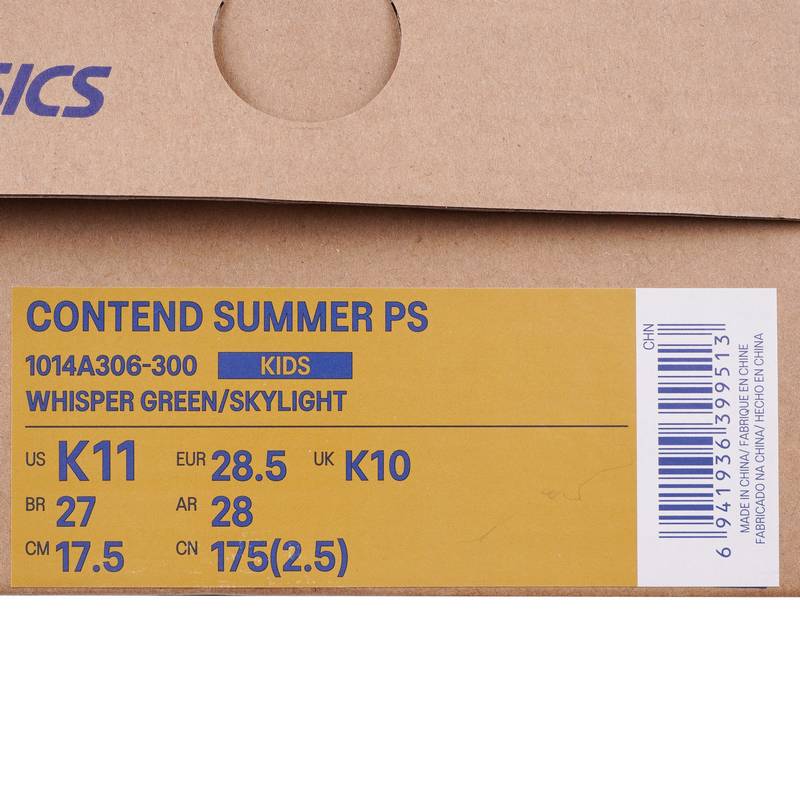 SICS
CONTEND SUMMER PS
1014A306-300 KIDS
WHISPER GREEN/SKYLIGHT
US K11 EUR 28.5 UK K10
BR 27 AR 28
CM 17.5 CN 175(2.5)
CHN
6 941936 399513
MADE IN CHINA/ FABRIQUE EN CHINE
FABRICADO NA CHINA/ HECHO EN CHINA